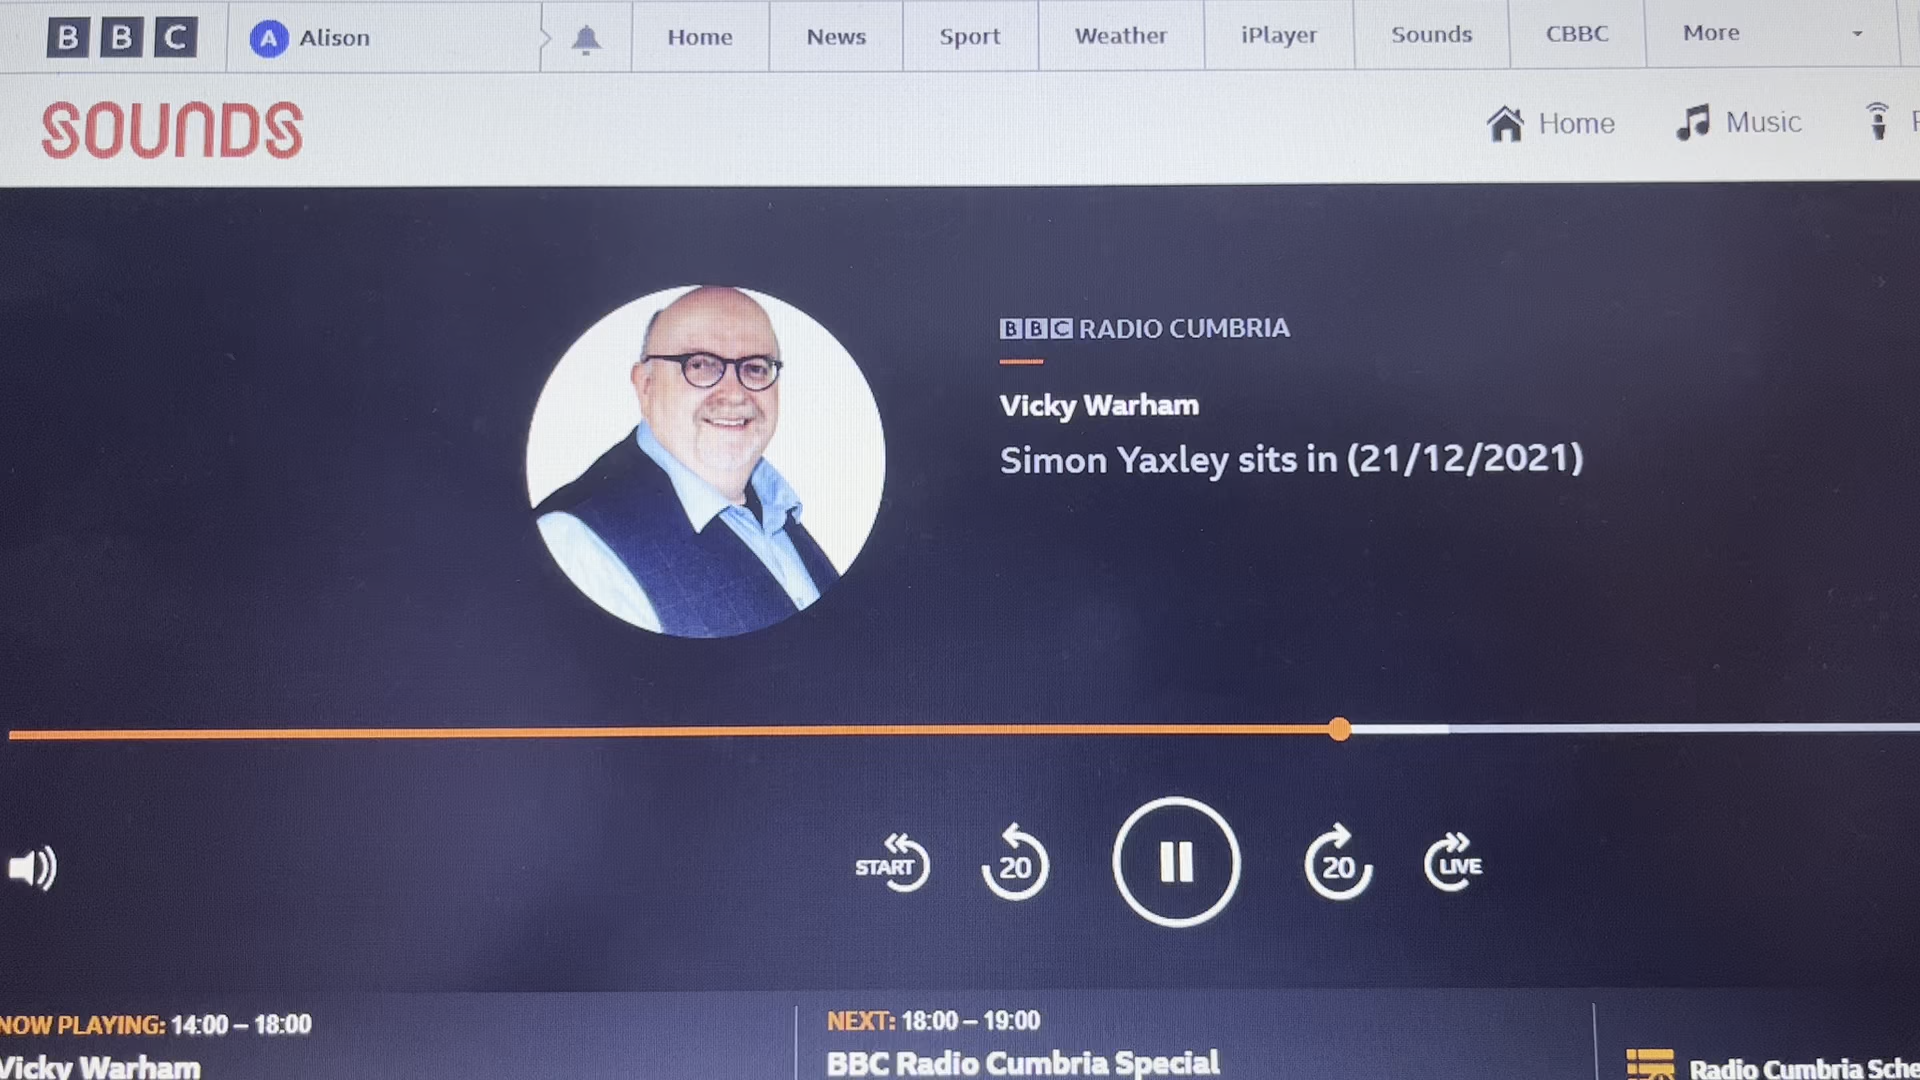 BBC
A Alison
Home
News
Sport
Weather
iPlayer
Sounds
CBBC
More
SOUNDS
Home
Music
BBC RADIO CUMBRIA
Vicky Warham
Simon Yaxley sits in (21/12/2021)
START
20
20
LIVE
NOW PLAYING: 14:00 – 18:00
Vicky Warham
NEXT: 18:00 – 19:00
BBC Radio Cumbria Special
Radio Cumbria